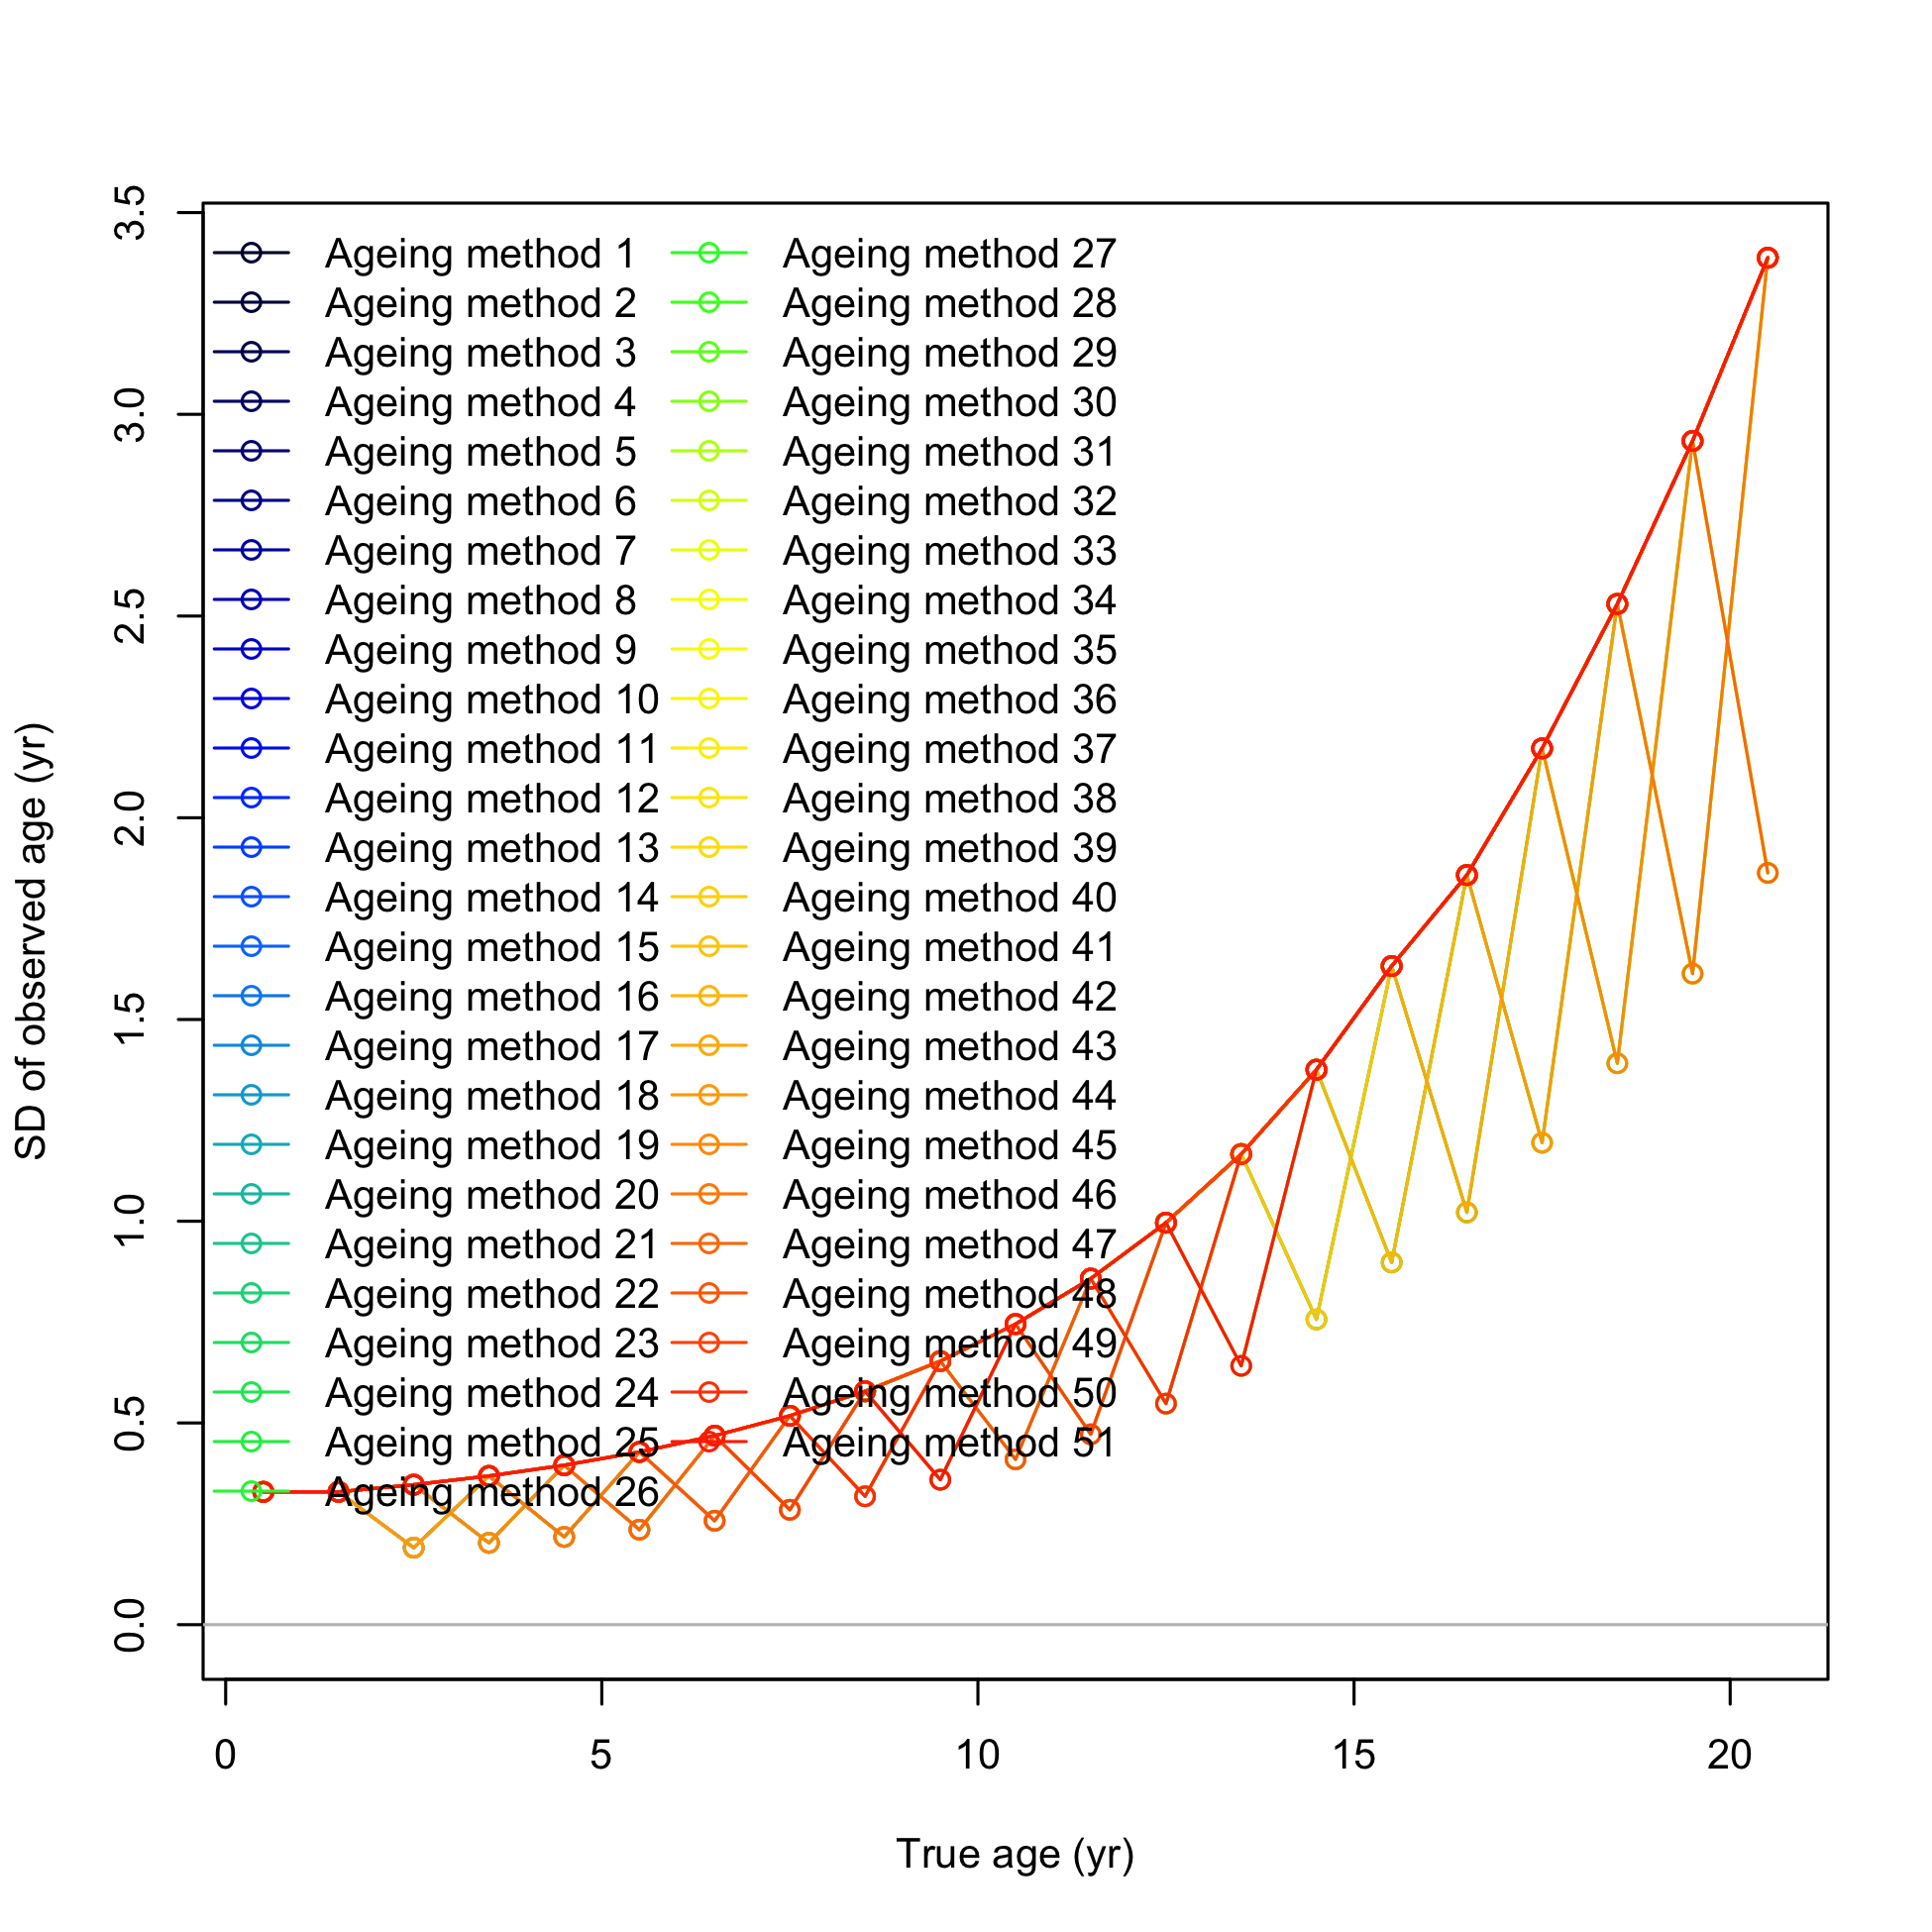 Ageing method 1
Ageing method 2
Ageing method 3
Ageing method 4
Ageing method 5
Ageing method 6
Ageing method 7
Ageing method 8
Ageing method 9
Ageing method 10
Ageing method 11
Ageing method 12
Ageing method 13
Ageing method 14
Ageing method 15
Ageing method 16
Ageing method 17
Ageing method 18
Ageing method 19
Ageing method 20
Ageing method 21
Ageing method 22
Ageing method 23
Ageing method 24
Ageing method 25
Ageing method 26
Ageing method 27
Ageing method 28
Ageing method 29
Ageing method 30
Ageing method 31
Ageing method 32
Ageing method 33
Ageing method 34
Ageing method 35
Ageing method 36
Ageing method 37
Ageing method 38
Ageing method 39
Ageing method 40
Ageing method 41
Ageing method 42
Ageing method 43
Ageing method 44
Ageing method 45
Ageing method 46
Ageing method 47
Ageing method 48
Ageing method 49
Ageing method 50
Ageing method 51
SD of observed age (yr)
3.5
3.0
2.5
2.0
1.5
1.0
0.5
0.0
0 5 10 15 20
True age (yr)